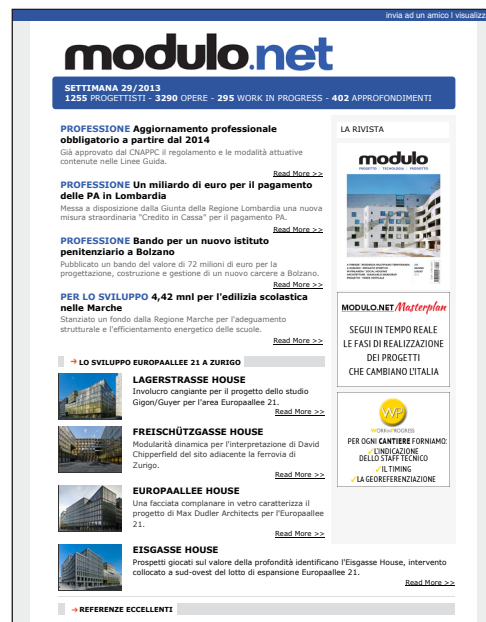 invia ad un amico I visualizz
modulo.net
SETTIMANA 29/2013
1255 PROGETTISTI - 3290 OPERE - 295 WORK IN PROGRESS - 402 APPROFONDIMENTI
PROFESSIONE Aggiornamento professionale
obbligatorio a partire dal 2014
Già approvato dal CNAPPC il regolamento e le modalità attuative
contenute nelle Linee Guida.
Read More >>
PROFESSIONE Un miliardo di euro per il pagamento
delle PA in Lombardia
Messa a disposizione dalla Giunta della Regione Lombardia una nuova
misura straordinaria "Credito in Cassa" per il pagamento PA.
Read More >>
PROFESSIONE Bando per un nuovo istituto
penitenziario a Bolzano
Pubblicato un bando del valore di 72 milioni di euro per la
progettazione, costruzione e gestione di un nuovo carcere a Bolzano.
Read More >>
PER LO SVILUPPO 4,42 mnl per l'edilizia scolastica
nelle Marche
Stanziato un fondo dalla Regione Marche per l'adeguamento
strutturale e l'efficientamento energetico delle scuole.
Read More >>
LA RIVISTA
modulo
PROGETTO TECNOLOGIA PRODOTTO
MODULO.NET Masterplan
SEGUI IN TEMPO REALE
LE FASI DI REALIZZAZIONE
DEI PROGETTI
CHE CAMBIANO L'ITALIA
WP
WORK IN PROGRESS
PER OGNI CANTIERE FORNIAMO:
✓L'INDICAZIONE
DELLO STAFF TECNICO
✓IL TIMING
✓LA GEOREFERENZIAZIONE
➔ LO SVILUPPO EUROPAALLEE 21 A ZURIGO
LAGERSTRASSE HOUSE
Involucro cangiante per il progetto dello studio
Gigon/Guyer per l'area Europaallee 21.
Read More >>
FREISCHÜTZGASSE HOUSE
Modularità dinamica per l'interpretazione di David
Chipperfield del sito adiacente la ferrovia di
Zurigo.
Read More >>
EUROPAALLEE HOUSE
Una facciata complanare in vetro caratterizza il
progetto di Max Dudler Architects per l'Europaallee
21.
Read More >>
EISGASSE HOUSE
Prospetti giocati sul valore della profondità identificano l'Eisgasse House, intervento
collocato a sud-ovest del lotto di espansione Europaallee 21.
Read More >>
➔ REFERENZE ECCELLENTI